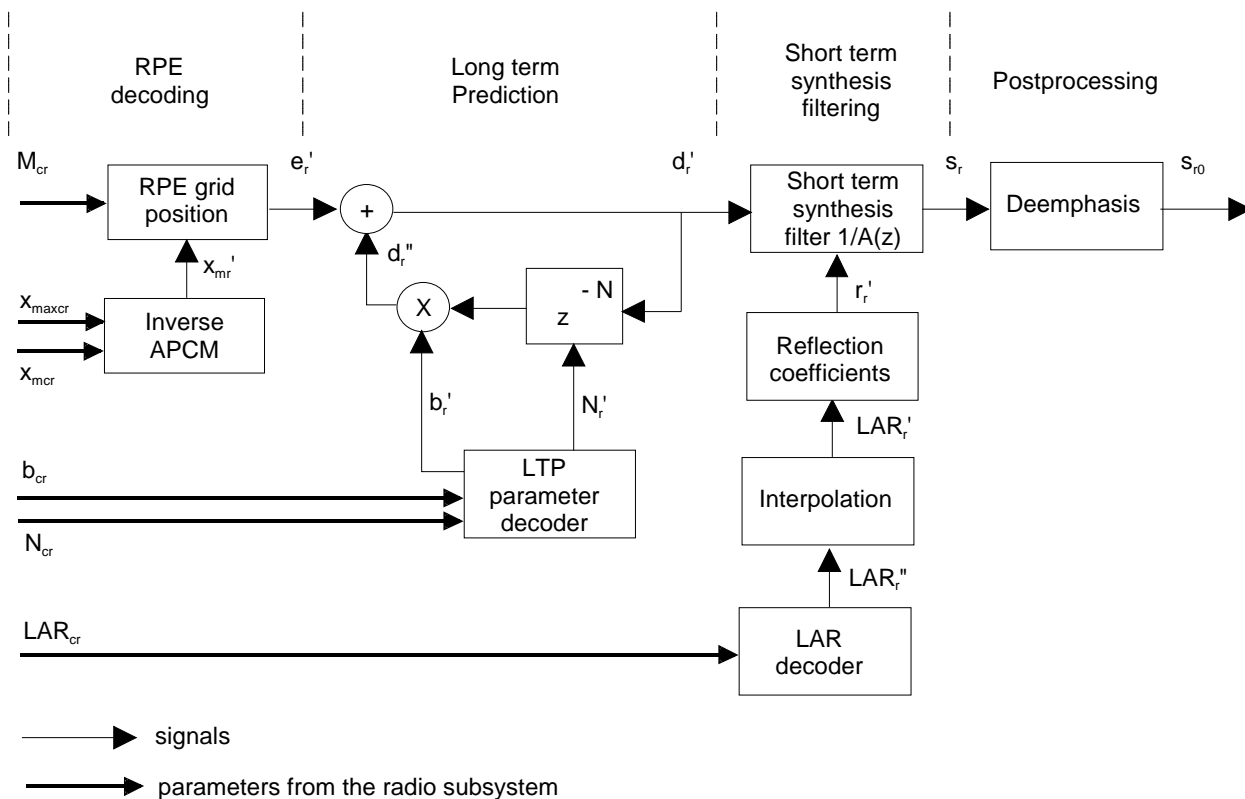 RPE
decoding
Long term
Prediction
Short term
synthesis
filtering
Postprocessing
M_cr
RPE grid
position
e_r'
+
d_r'
Short term
synthesis
filter 1/A(z)
s_r
Deemphasis
s_r0
x_mr'
d_r''
x_maxcr
Inverse
APCM
x_mcr
X
z - N
r_r'
Reflection
coefficients
b_r'
N_r'
LAR_r'
b_cr
LTP
parameter
decoder
N_cr
Interpolation
LAR_r"
LAR_cr
LAR
decoder
signals
parameters from the radio subsystem